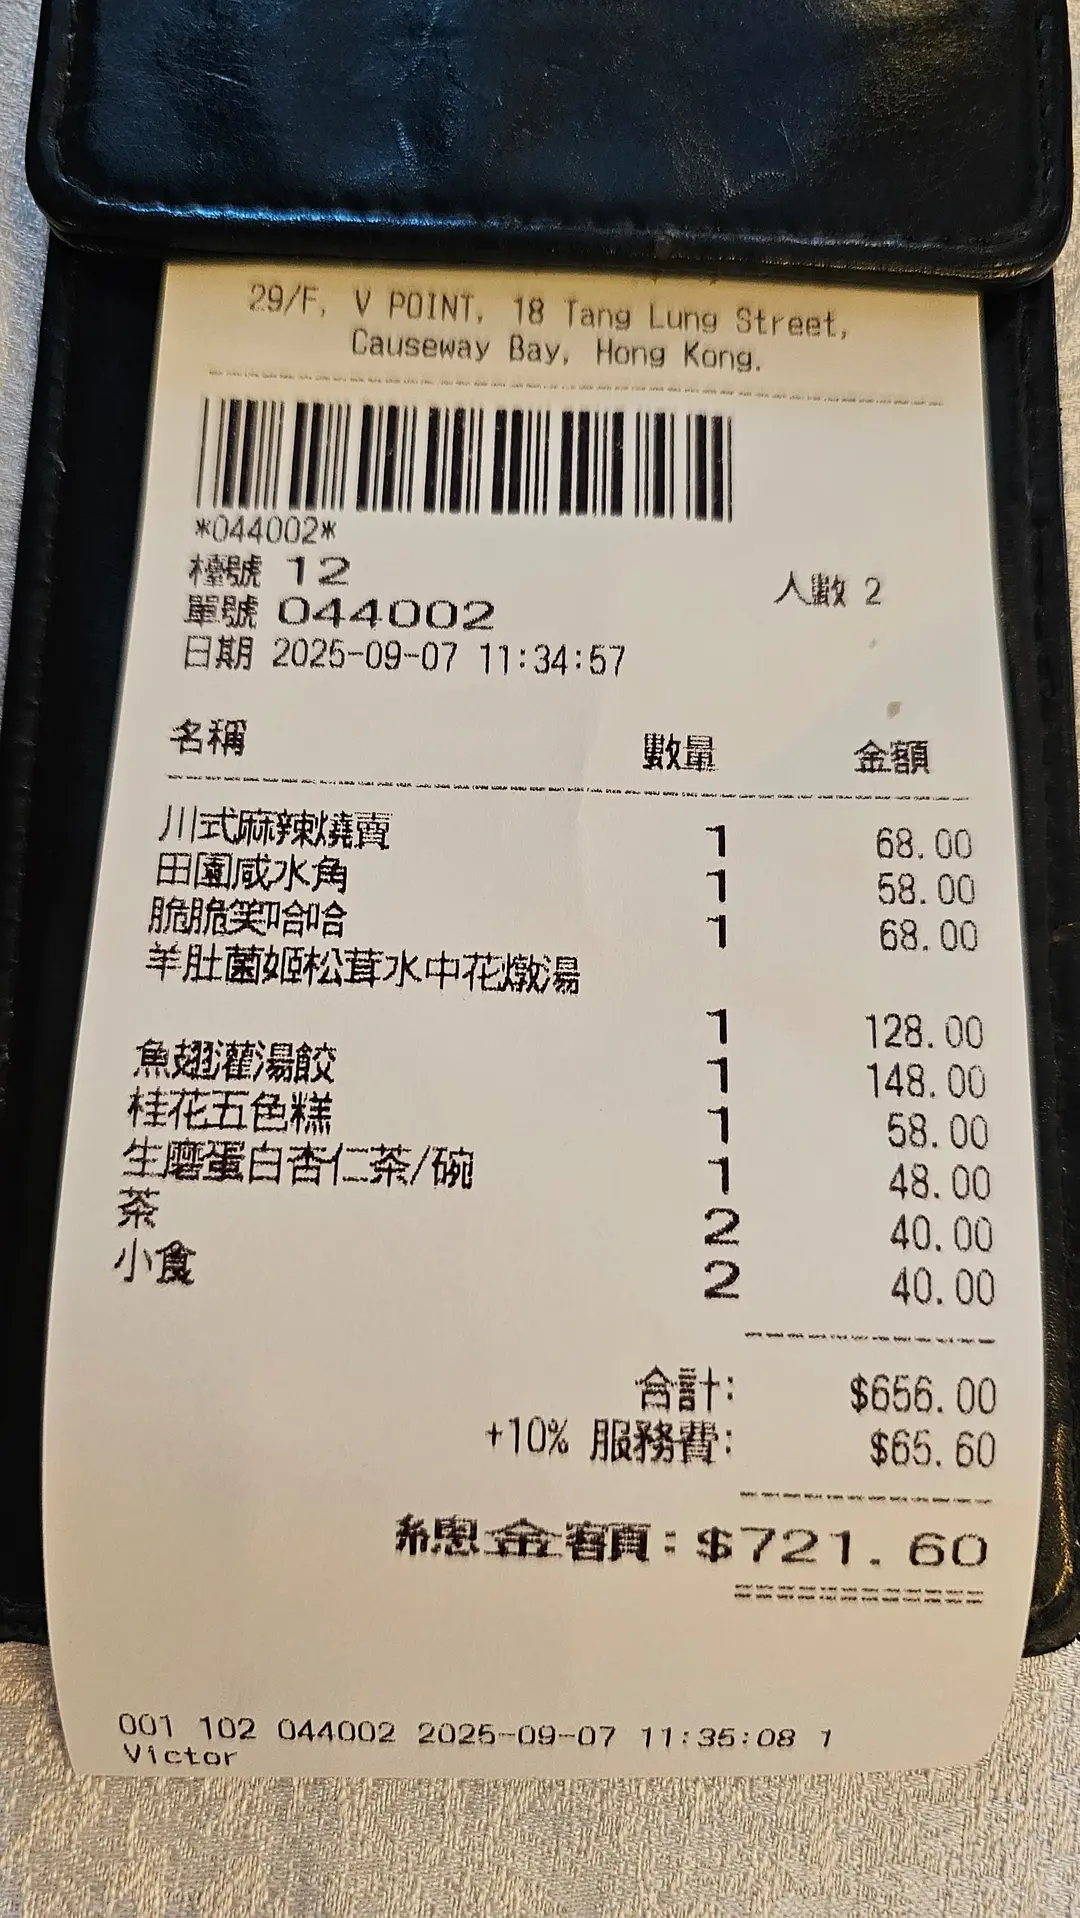 29/F, V POINT, 18 Tang Lung Street,
Causeway Bay, Hong Kong.
*044002*
檯號 12
人數 2
單號 044002
日期 2025-09-07 11:34:57
名稱 數量 金額
川式麻辣燒賣 1 68.00
田園咸水角 1 58.00
脆脆笑哈哈 1 68.00
羊肚菌姬松茸水中花燉湯
1 128.00
魚翅灌湯餃 1 148.00
桂花五色糕 1 58.00
生磨蛋白杏仁茶/碗 1 48.00
茶 2 40.00
小食 2 40.00
合計: $656.00
+10% 服務費: $65.60
總金額:$721.60
001 102 044002 2025-09-07 11:35:08 1
Victor